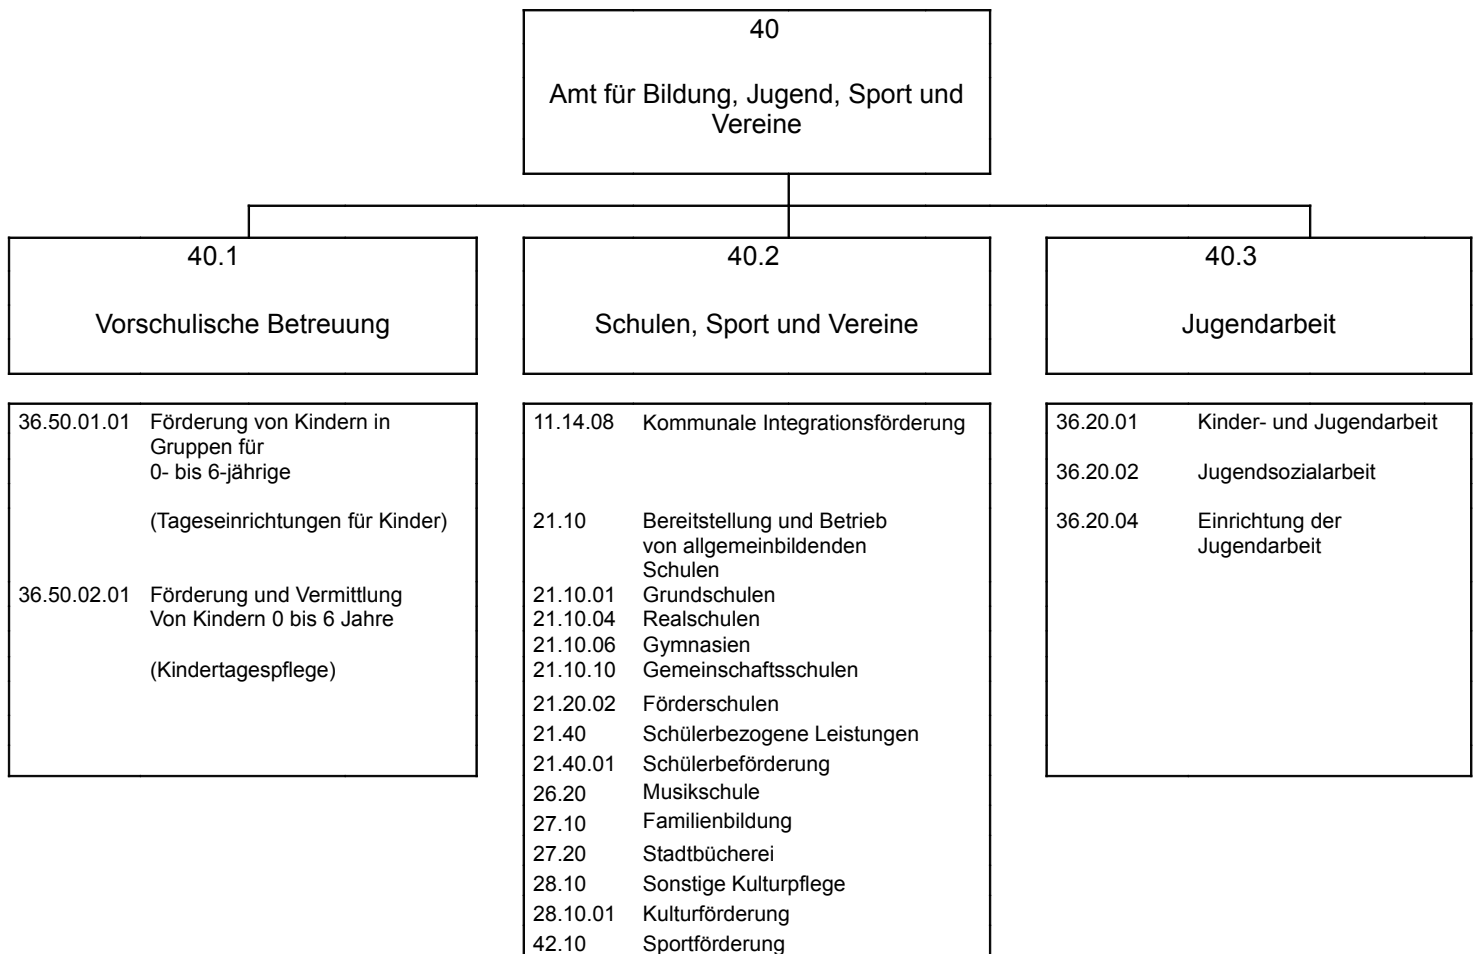 40
Amt für Bildung, Jugend, Sport und
Vereine
40.1
Vorschulische Betreuung
40.2
Schulen, Sport und Vereine
40.3
Jugendarbeit
36.50.01.01 Förderung von Kindern in
Gruppen für
0- bis 6-jährige
(Tageseinrichtungen für Kinder)
36.50.02.01 Förderung und Vermittlung
Von Kindern 0 bis 6 Jahre
(Kindertagespflege)
11.14.08 Kommunale Integrationsförderung
21.10 Bereitstellung und Betrieb
von allgemeinbildenden
Schulen
21.10.01 Grundschulen
21.10.04 Realschulen
21.10.06 Gymnasien
21.10.10 Gemeinschaftsschulen
21.20.02 Förderschulen
21.40 Schülerbezogene Leistungen
21.40.01 Schülerbeförderung
26.20 Musikschule
27.10 Familienbildung
27.20 Stadtbücherei
28.10 Sonstige Kulturpflege
28.10.01 Kulturförderung
42.10 Sportförderung
36.20.01 Kinder- und Jugendarbeit
36.20.02 Jugendsozialarbeit
36.20.04 Einrichtung der
Jugendarbeit